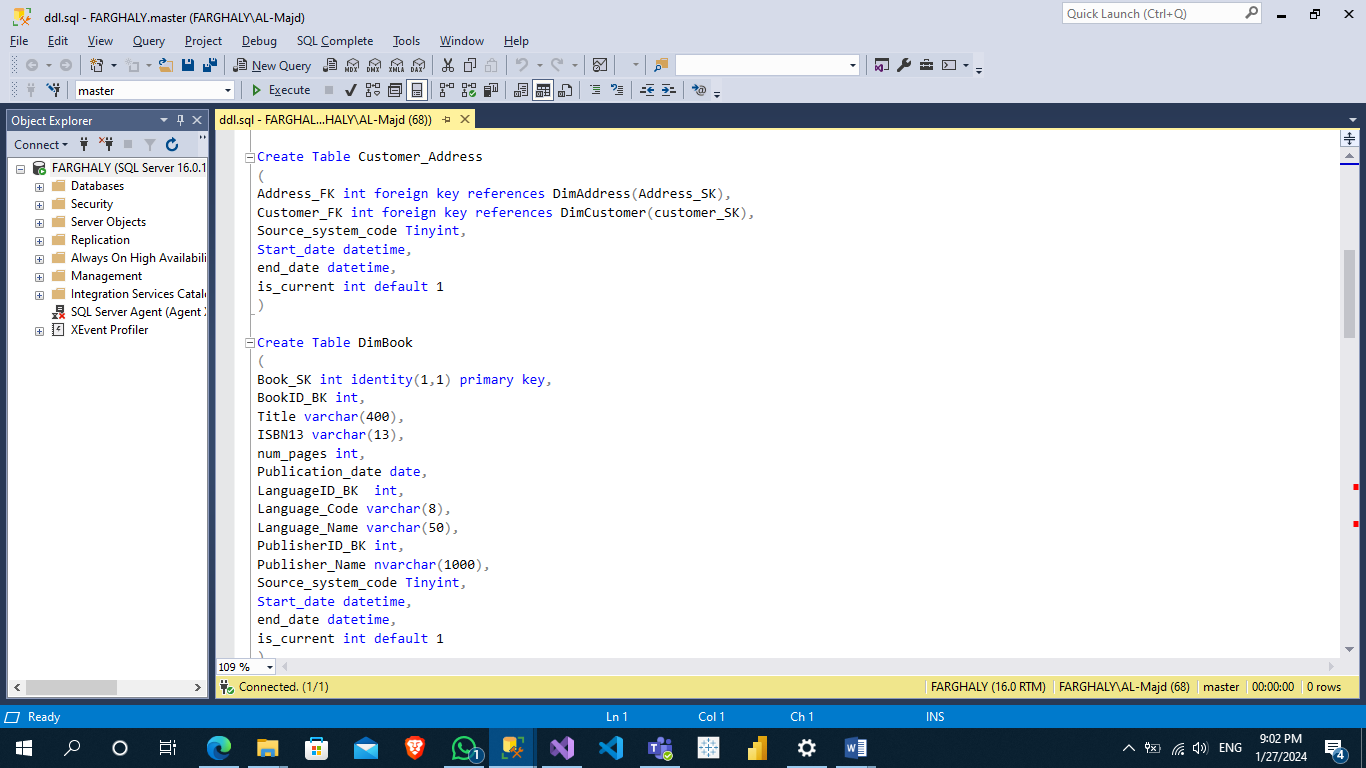 ddl.sql - FARGHALY.master (FARGHALY\AL-Majd)
Quick Launch (Ctrl+Q)
File Edit View Query Project Debug SQL Complete Tools Window Help
New Query MDX DMX XMLA DAX
master Execute
Object Explorer
ddl.sql - FARGHAL...HALY\AL-Majd (68))
Connect
FARGHALY (SQL Server 16.0.1
Databases
Security
Server Objects
Replication
Always On High Availabili
Management
Integration Services Catal
SQL Server Agent (Agent
XEvent Profiler
Create Table Customer_Address
(
Address_FK int foreign key references DimAddress(Address_SK),
Customer_FK int foreign key references DimCustomer(customer_SK),
Source_system_code Tinyint,
Start_date datetime,
end_date datetime,
is_current int default 1
)
Create Table DimBook
(
Book_SK int identity(1,1) primary key,
BookID_BK int,
Title varchar(400),
ISBN13 varchar(13),
num_pages int,
Publication_date date,
LanguageID_BK  int,
Language_Code varchar(8),
Language_Name varchar(50),
PublisherID_BK int,
Publisher_Name nvarchar(1000),
Source_system_code Tinyint,
Start_date datetime,
end_date datetime,
is_current int default 1
)
109 %
Connected. (1/1) FARGHALY (16.0 RTM) FARGHALY\AL-Majd (68) master 00:00:00 0 rows
Ready Ln 1 Col 1 Ch 1 INS
1 ENG 9:02 PM
1/27/2024 4